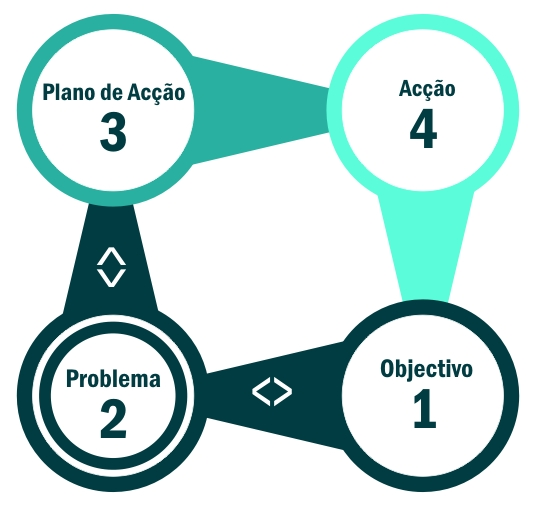 Plano de Acção
3
Acção
4
Problema
2
Objectivo
1